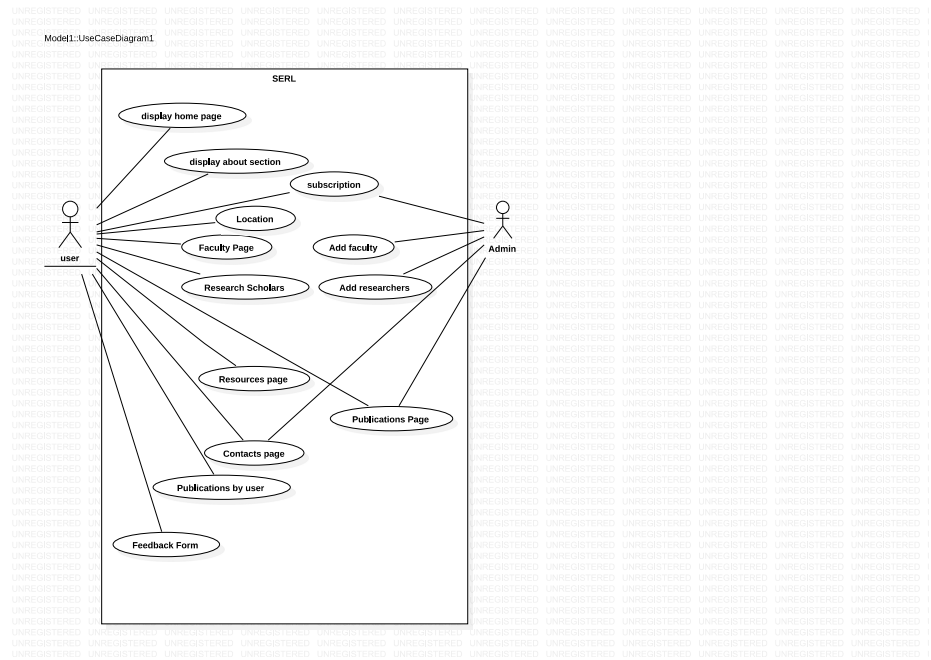 Model1::UseCaseDiagram1
SERL
display home page
display about section
subscription
Location
Faculty Page
Add faculty
user
Admin
Research Scholars
Add researchers
Resources page
Publications Page
Contacts page
Publications by user
Feedback Form
UNREGISTERED